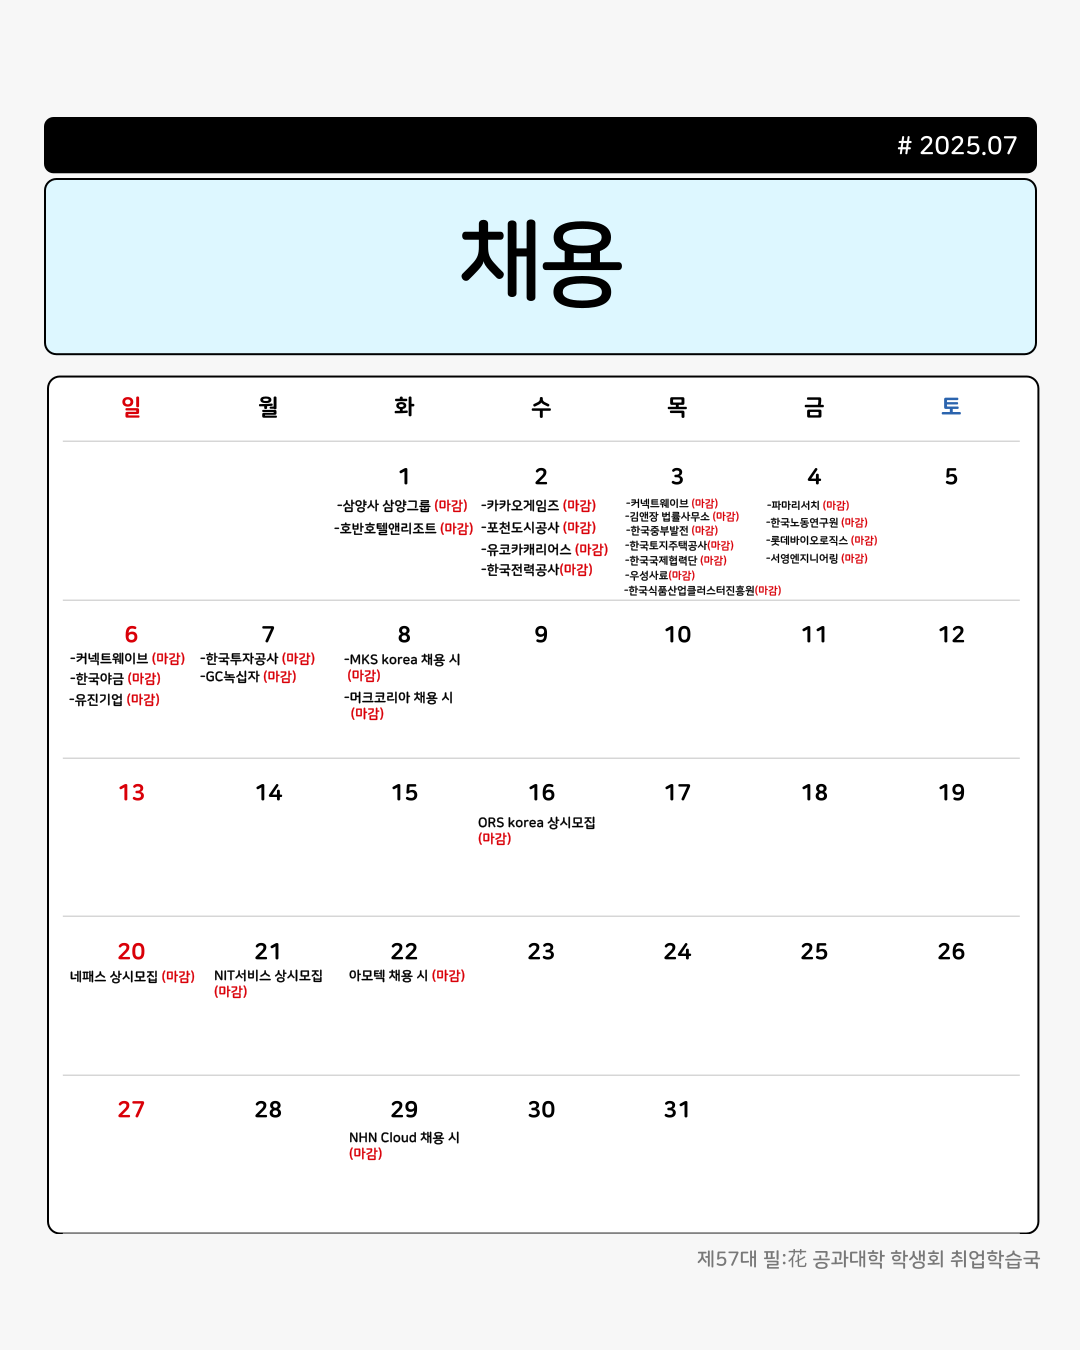 # 2025.07
채용
일 월 화 수 목 금 토
1 2 3 4 5
-삼양사 삼양그룹 (마감)
-호반호텔앤리조트 (마감)
-카카오게임즈 (마감)
-포천도시공사 (마감)
-유코카캐리어스 (마감)
-한국전력공사(마감)
-커넥트웨이브 (마감)
-김앤장 법률사무소 (마감)
-한국중부발전 (마감)
-한국토지주택공사(마감)
-한국국제협력단 (마감)
-우성사료(마감)
-한국식품산업클러스터진흥원(마감)
-파마리서치 (마감)
-한국노동연구원 (마감)
-롯데바이오로직스 (마감)
-서영엔지니어링 (마감)
6 7 8 9 10 11 12
-커넥트웨이브 (마감)
-한국야금 (마감)
-유진기업 (마감)
-한국투자공사 (마감)
-GC녹십자 (마감)
-MKS korea 채용 시
(마감)
-머크코리아 채용 시
(마감)
13 14 15 16 17 18 19
ORS korea 상시모집
(마감)
20 21 22 23 24 25 26
네패스 상시모집 (마감)
NIT서비스 상시모집
(마감)
아모텍 채용 시 (마감)
27 28 29 30 31
NHN Cloud 채용 시
(마감)
제57대 필:花 공과대학 학생회 취업학습국